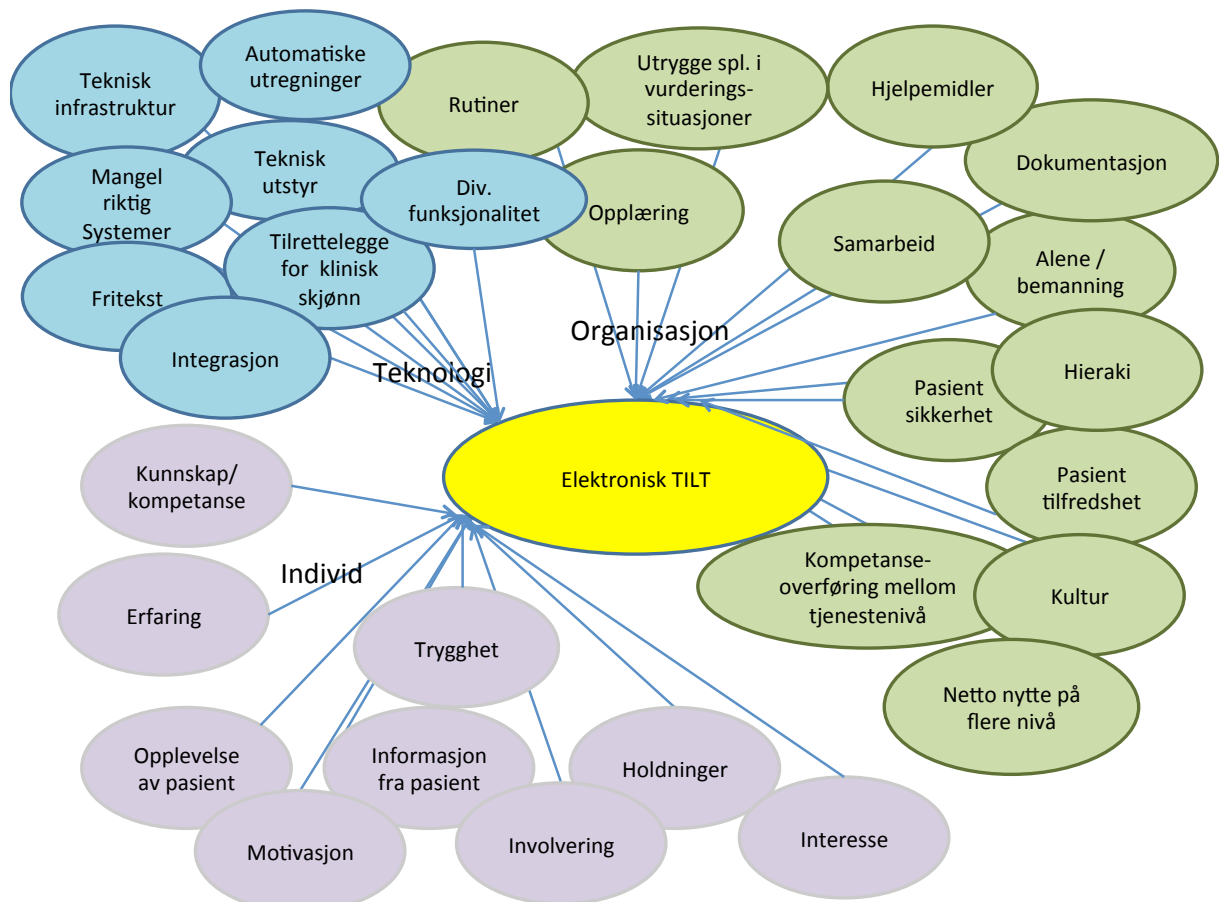 Automatiske
utregninger
Teknisk
infrastruktur
Rutiner
Utrygge spl. i
vurderings-
situasjoner
Hjelpemidler
Dokumentasjon
Mangel
riktig
Systemer
Teknisk
utstyr
Div.
funksjonalitet
Opplæring
Samarbeid
Alene /
bemanning
Fritekst
Tilrettelegge
for klinisk
skjønn
Integrasjon
Teknologi
Organisasjon
Hieraki
Pasient
sikkerhet
Pasient
tilfredshet
Elektronisk TILT
Kunnskap/
kompetanse
Individ
Erfaring
Trygghet
Kompetanse-
overføring mellom
tjenestenivå
Kultur
Netto nytte på
flere nivå
Opplevelse
av pasient
Informasjon
fra pasient
Holdninger
Motivasjon
Involvering
Interesse